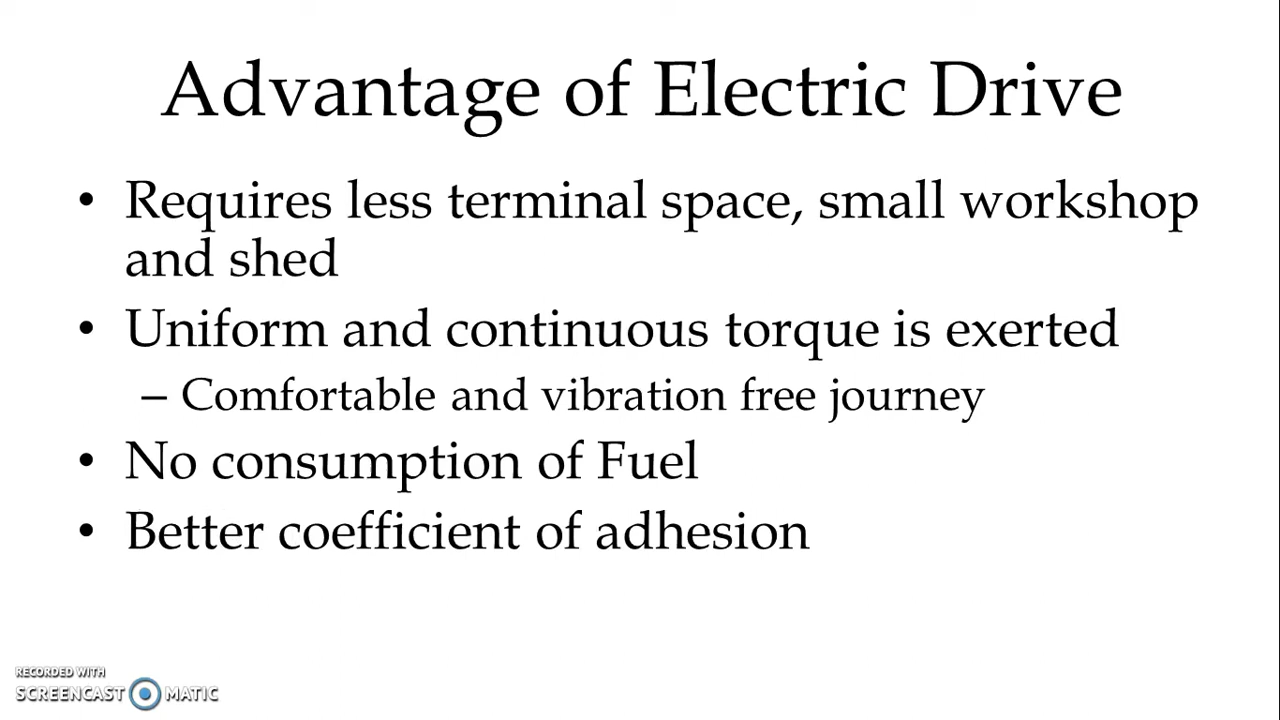 Advantage of Electric Drive
• Requires less terminal space, small workshop
and shed
• Uniform and continuous torque is exerted
– Comfortable and vibration free journey
• No consumption of Fuel
• Better coefficient of adhesion
RECORDED WITH
SCREENCAST MATIC